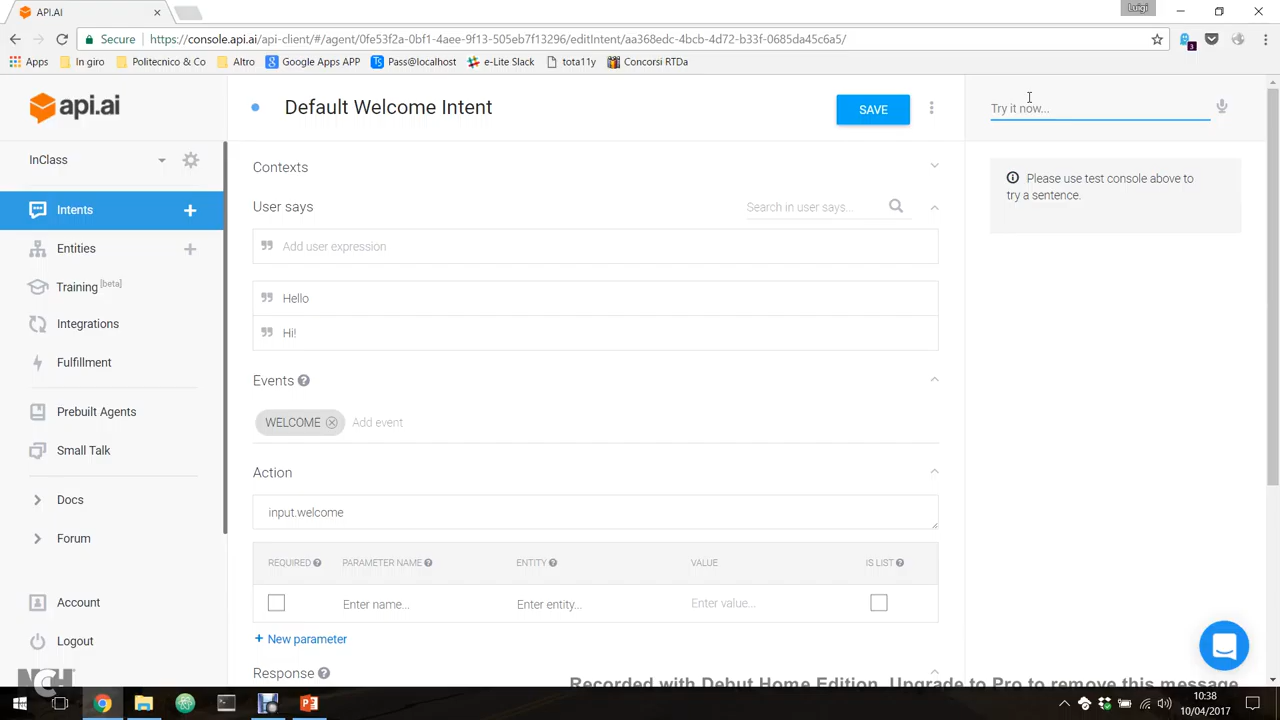 API.AI
Luigi
Secure
https://console.api.ai/api-client/#/agent/0fe53f2a-0bf1-4aee-9f13-505eb7f13296/editIntent/aa368edc-4bcb-4d72-b33f-0685da45c6a5/
3
Apps
In giro
Politecnico & Co
Altro
Google Apps APP
Pass@localhost
e-Lite Slack
tota11y
Concorsi RTDa
api.ai
Default Welcome Intent
SAVE
Try it now...
InClass
Contexts
Please use test console above to
try a sentence.
Intents
User says
Search in user says...
Entities
Add user expression
Training [beta]
Hello
Integrations
Hi!
Fulfillment
Events
Prebuilt Agents
WELCOME
Add event
Small Talk
Action
Docs
input.welcome
Forum
REQUIRED
PARAMETER NAME
ENTITY
VALUE
IS LIST
Account
Enter name...
Enter entity...
Enter value...
Logout
+ New parameter
Response
NCH
Recorded with Debut Home Edition. Upgrade to Pro to remove this message
10:38
10/04/2017